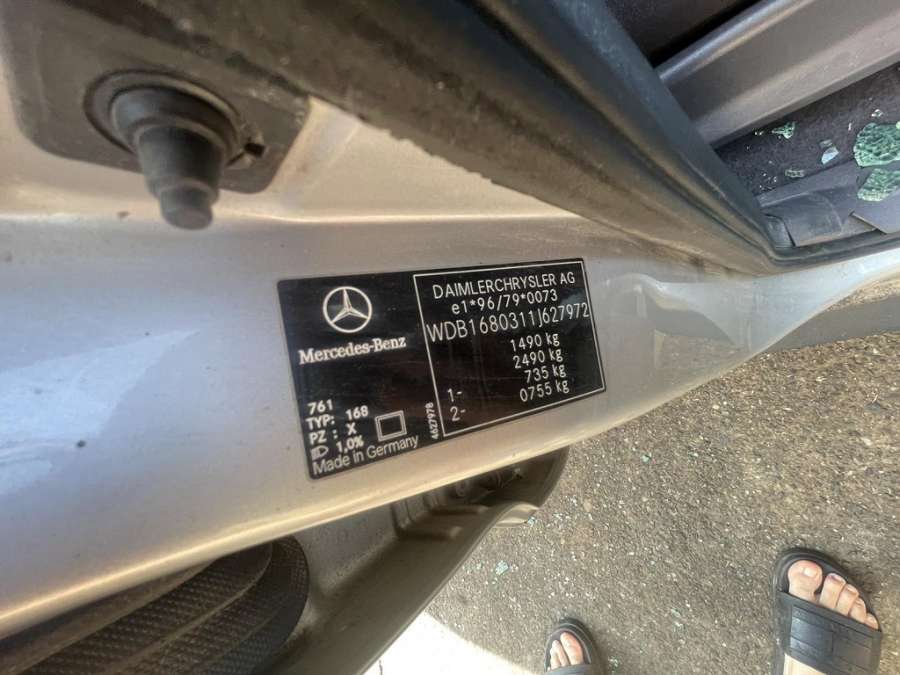 Mercedes-Benz
761
TYP: 168
PZ : X
1,0%
Made in Germany
4627978
DAIMLERCHRYSLER AG
e1*96/79*0073
WDB1680311J627972
1490 kg
2490 kg
1- 735 kg
2- 0755 kg